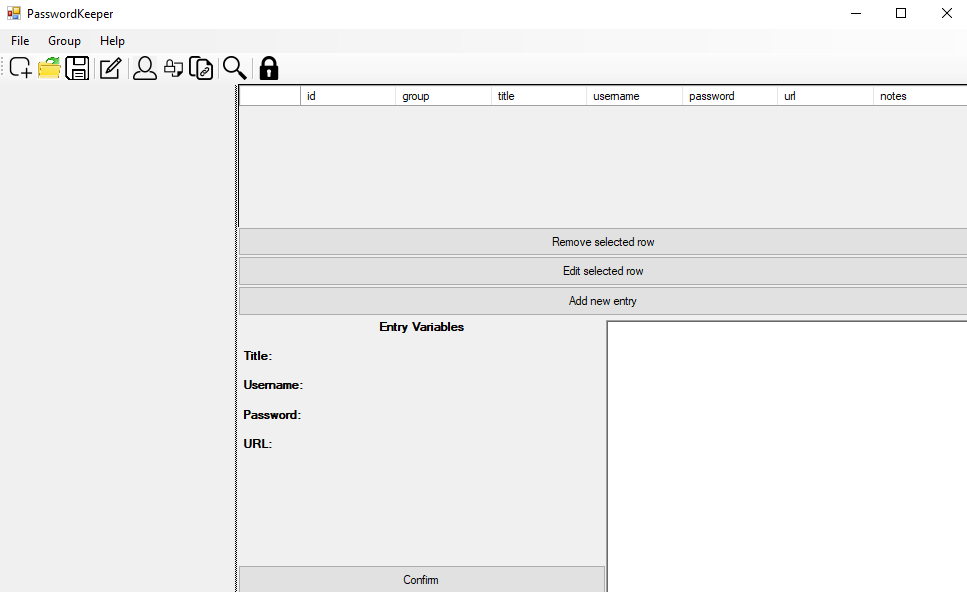 PasswordKeeper
File Group Help
id group title username password url notes
Remove selected row
Edit selected row
Add new entry
Entry Variables
Title:
Username:
Password:
URL:
Confirm